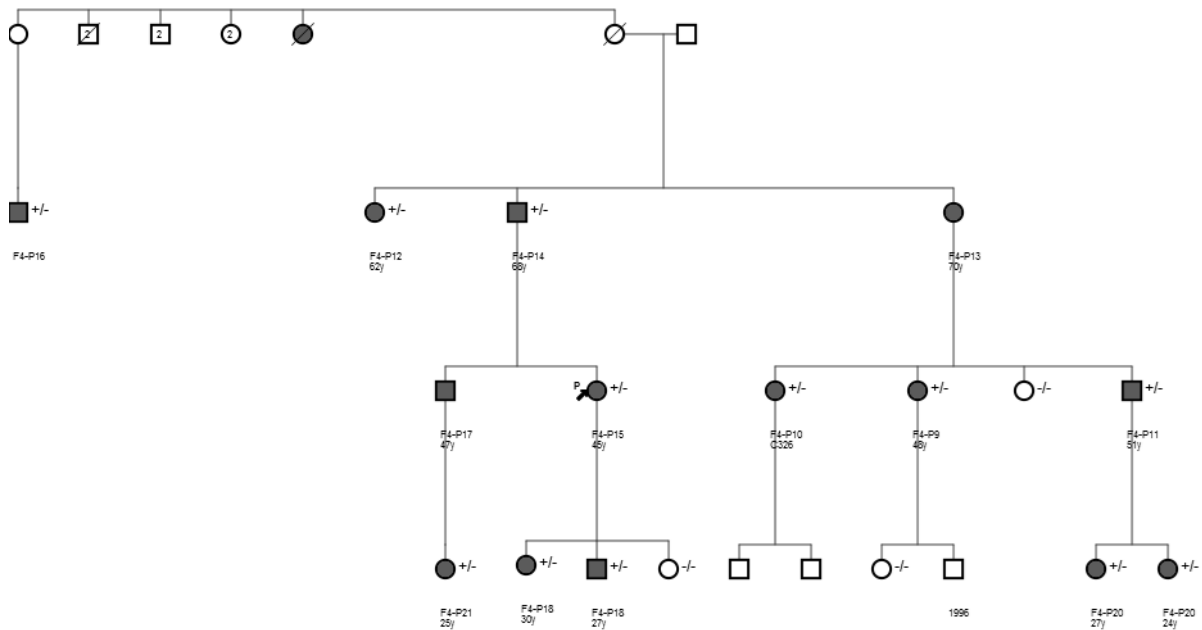 2
2
2
+/-
+/-
+/-
F4-P16
F4-P12
62y
F4-P14
68y
F4-P13
70y
P
+/-
+/-
+/-
-/-
+/-
F4-P17
47y
F4-P15
45y
F4-P10
C326
F4-P9
48y
F4-P11
51y
+/-
+/-
+/-
-/-
-/-
+/-
+/-
F4-P21
25y
F4-P18
30y
F4-P18
27y
1996
F4-P20
27y
F4-P20
24y